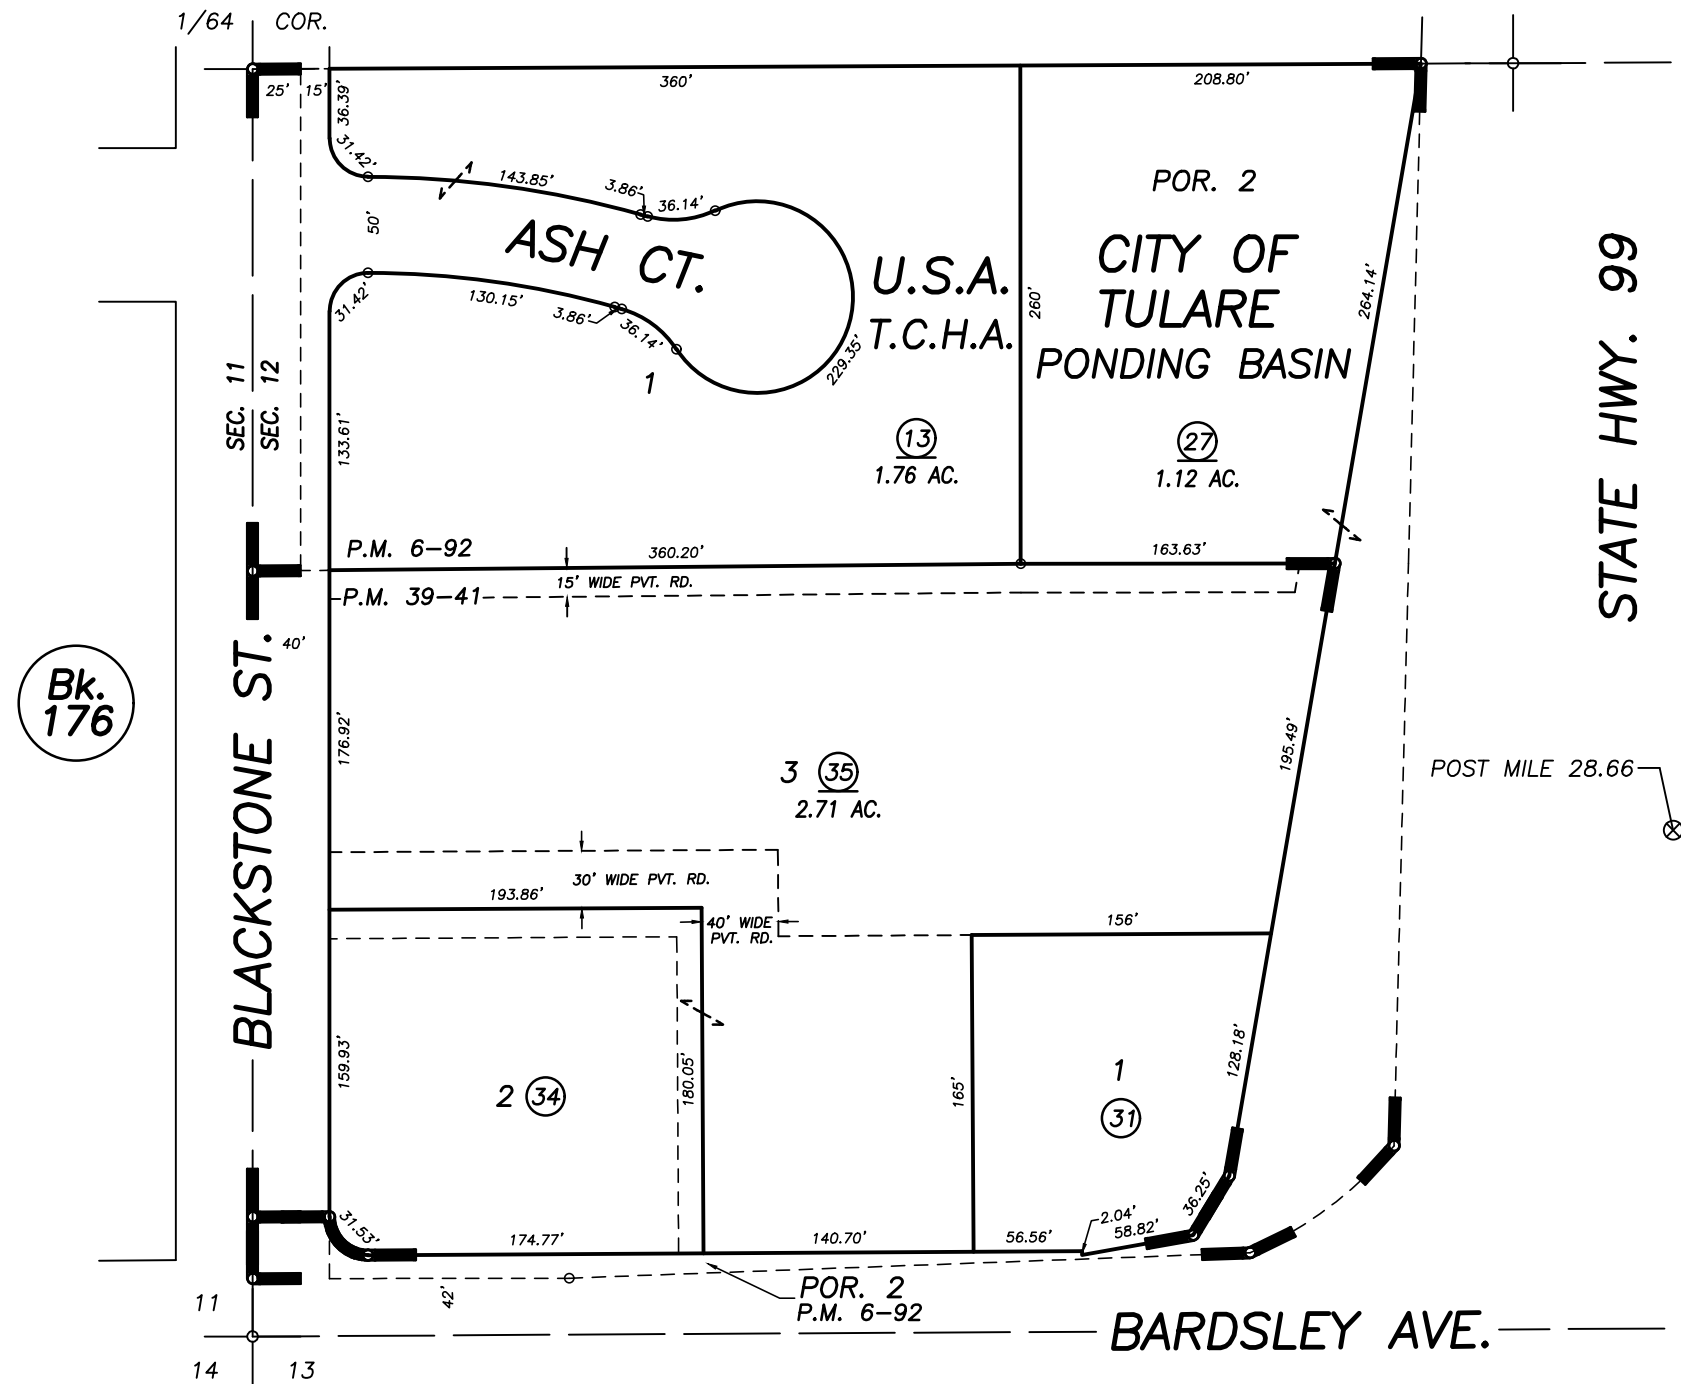 1/64 COR.
25' 15'
36.39'
360'
208.80'
31.42'
143.85'
3.86'
36.14'
50'
ASH CT.
31.42'
130.15'
3.86'
36.14'
229.35'
1
U.S.A.
T.C.H.A.
260'
POR. 2
CITY OF
TULARE
PONDING BASIN
264.14'
STATE HWY. 99
SEC. 11
SEC. 12
133.61'
13
1.76 AC.
27
1.12 AC.
P.M. 6-92
360.20'
163.63'
15' WIDE PVT. RD.
P.M. 39-41
40'
Bk.
176
BLACKSTONE ST.
176.92'
3 35
2.71 AC.
195.49'
POST MILE 28.66
30' WIDE PVT. RD.
193.86'
40' WIDE
PVT. RD.
156'
159.93'
2 34
180.05'
165'
1
31
128.18'
36.25'
31.53'
174.77'
140.70'
56.56'
2.04'
58.82'
42'
POR. 2
P.M. 6-92
11
BARDSLEY AVE.
14 13